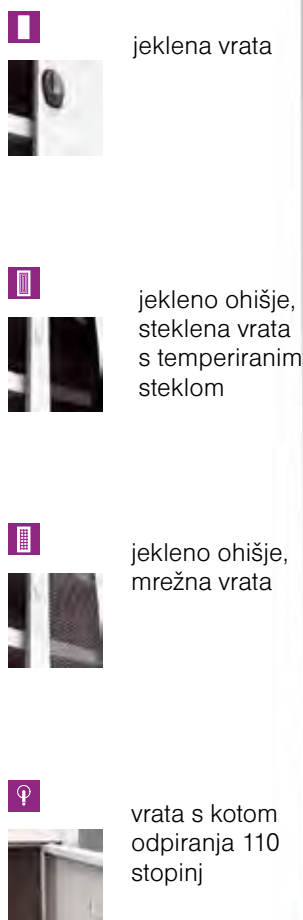 jeklena vrata
jekleno ohišje,
steklena vrata
s temperiranim
steklom
jekleno ohišje,
mrežna vrata
vrata s kotom
odpiranja 110
stopinj